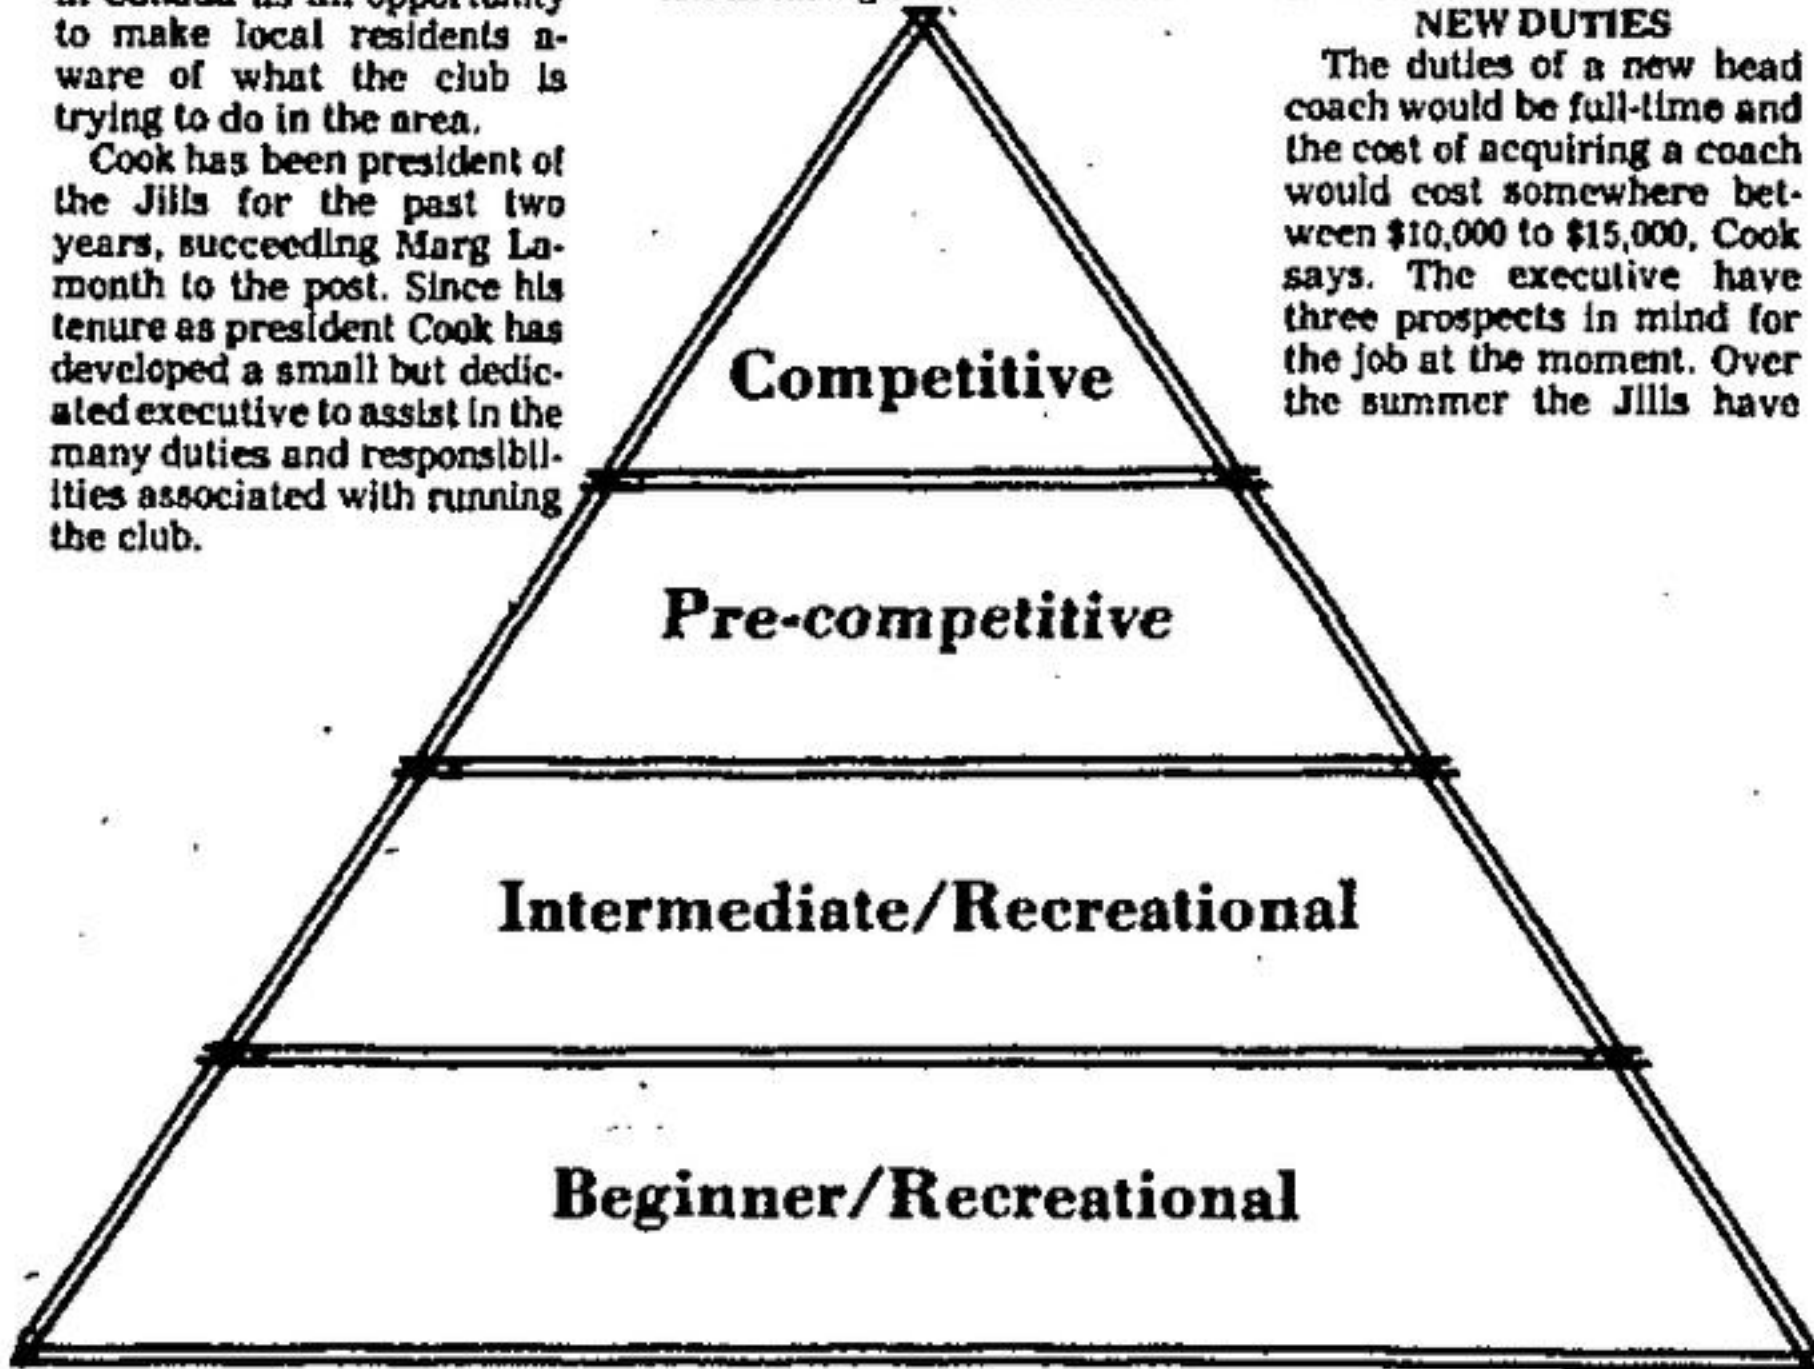 as an opportunity
to make local residents a-
ware of what the club is
trying to do in the area.
Cook has been president of
the Jills for the past two
years, succeeding Marg La-
month to the post. Since his
tenure as president Cook has
developed a small but dedic-
ated executive to assist in the
many duties and responsibil-
ities associated with running
the club.
Competitive
Pre-competitive
Intermediate/Recreational
Beginner/Recreational
NEW DUTIES
The duties of a new head
coach would be full-time and
the cost of acquiring a coach
would cost somewhere bet-
ween $10,000 to $15,000, Cook
says. The executive have
three prospects in mind for
the job at the moment. Over
the summer the Jills have